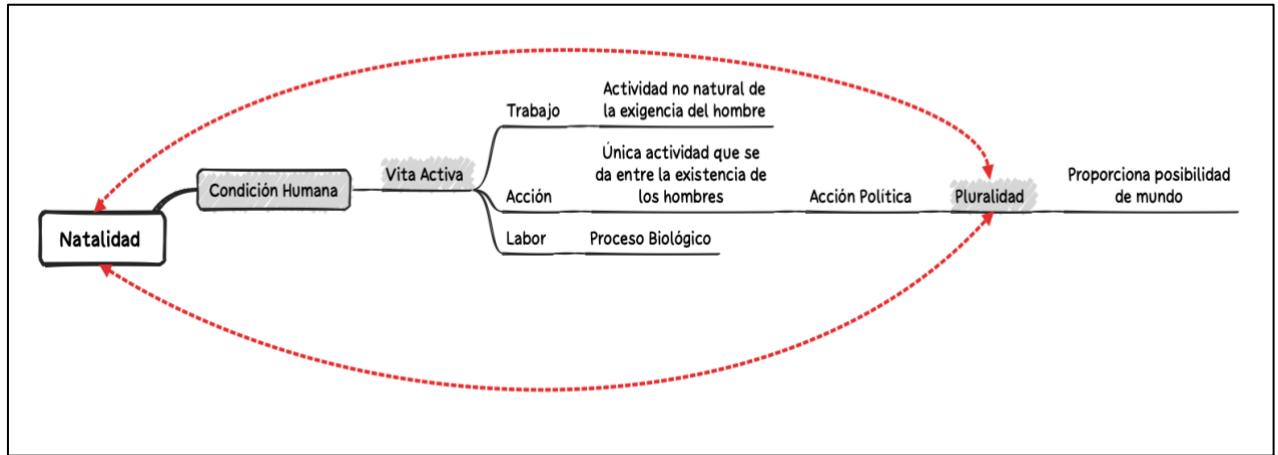 Natalidad
Condición Humana
Vita Activa
Trabajo
Actividad no natural de
la exigencia del hombre
Acción
Única actividad que se
da entre la existencia de
los hombres
Acción Política
Pluralidad
Proporciona posibilidad
de mundo
Labor
Proceso Biológico